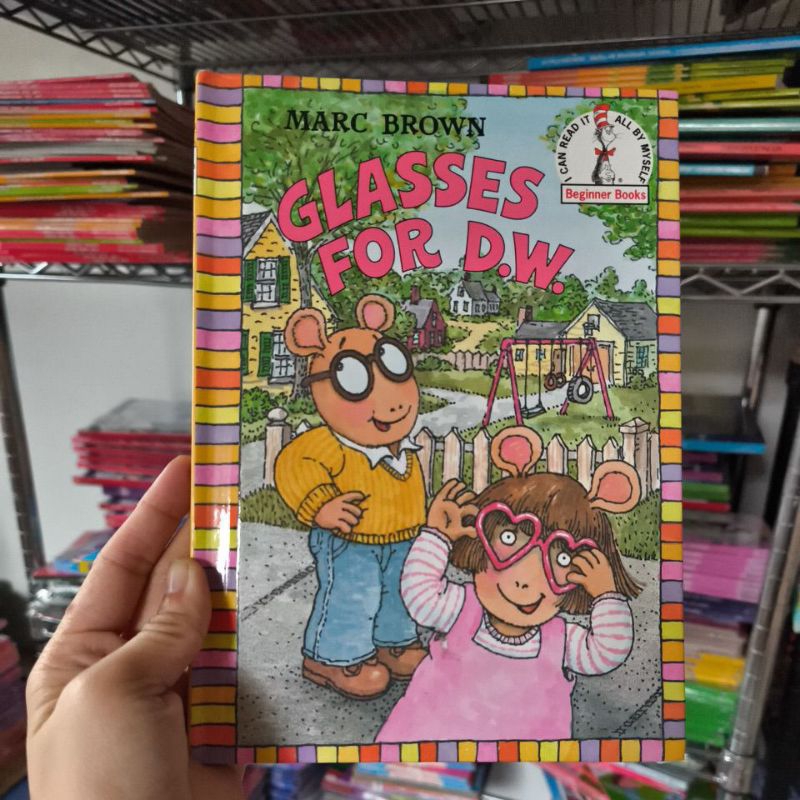 MARC BROWN
I CAN READ IT ALL BY MYSELF
Beginner Books
GLASSES
FOR D.W.